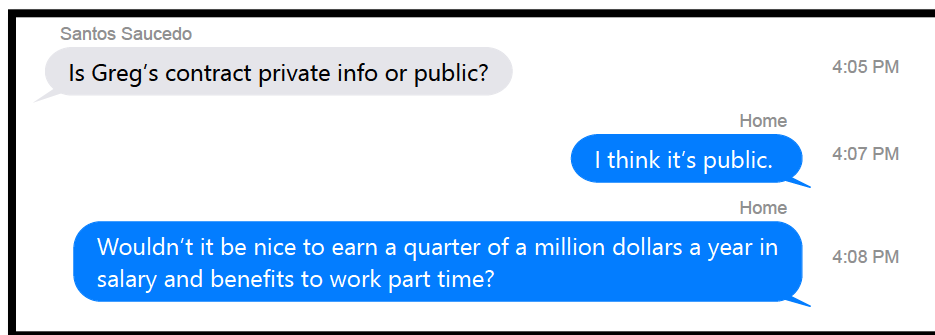 Santos Saucedo
Is Greg’s contract private info or public?
4:05 PM
Home
I think it’s public.
4:07 PM
Home
Wouldn’t it be nice to earn a quarter of a million dollars a year in
salary and benefits to work part time?
4:08 PM